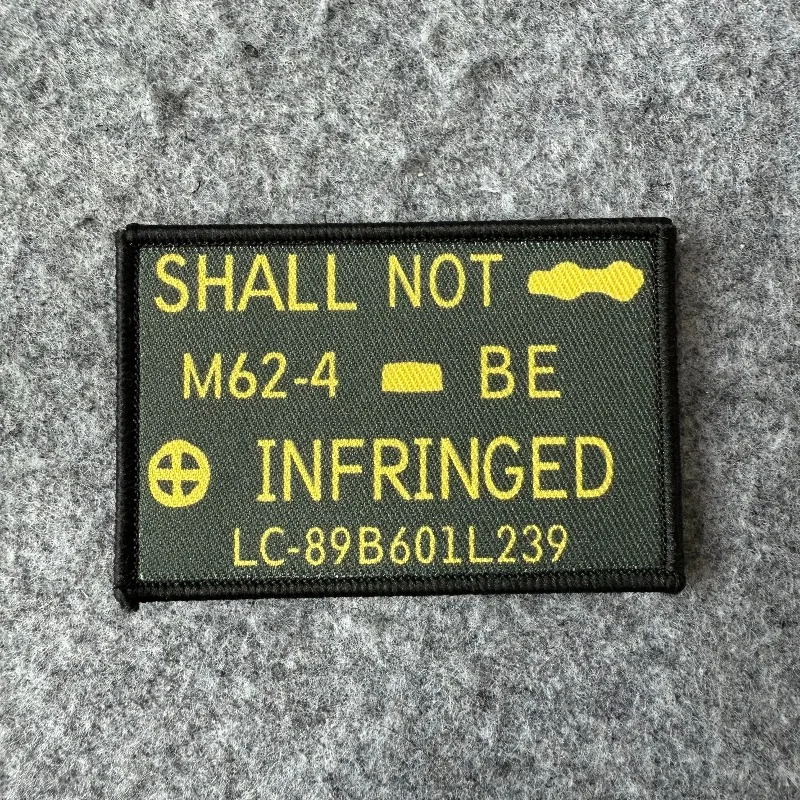 SHALL NOT
M62-4 BE
INFRINGED
LC-89B601L239